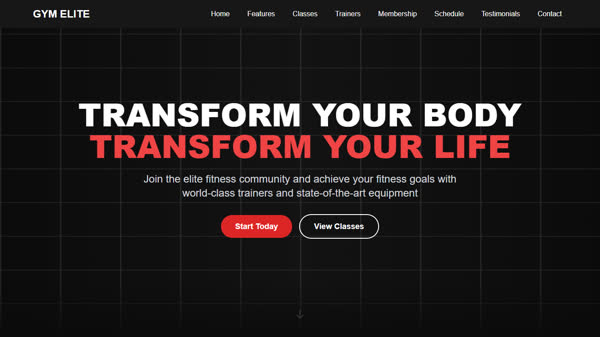 GYM ELITE
Home Features Classes Trainers Membership Schedule Testimonials Contact
TRANSFORM YOUR BODY
TRANSFORM YOUR LIFE
Join the elite fitness community and achieve your fitness goals with
world-class trainers and state-of-the-art equipment
Start Today View Classes